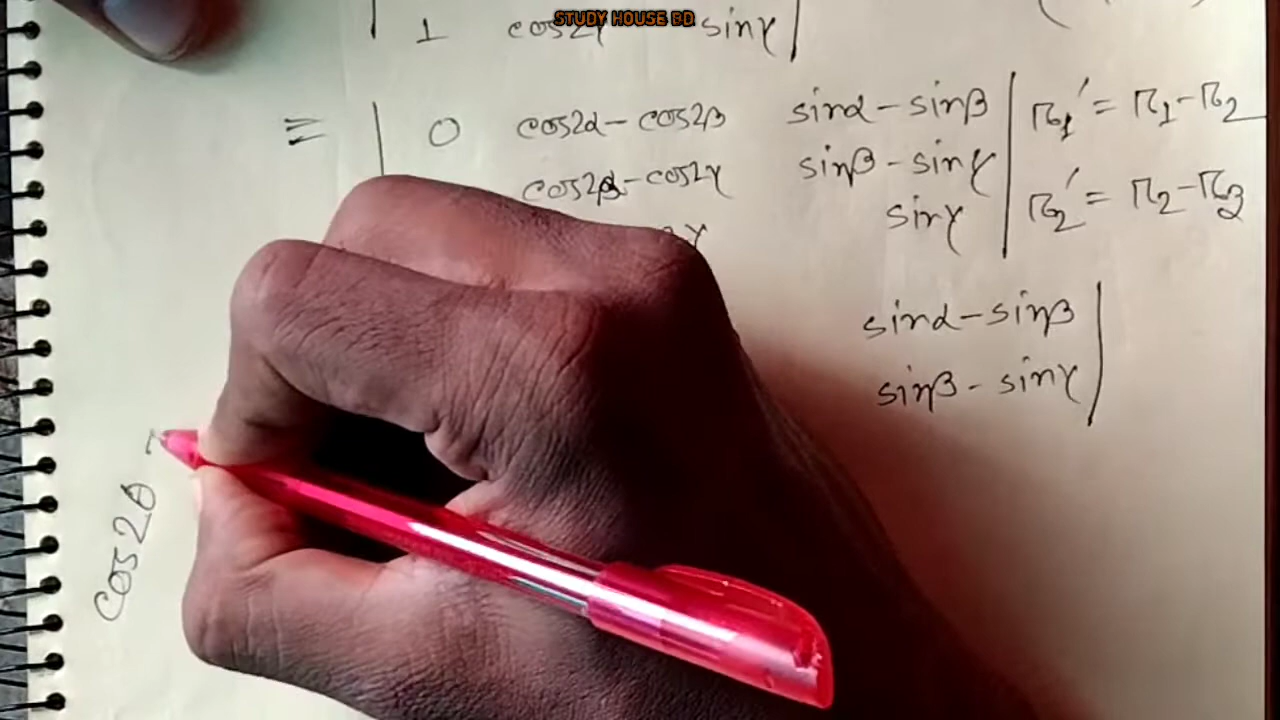 STUDY HOUSE BD
1 cos2γ sinγ
= 0 cos2α - cos2β sinα - sinβ r₁′ = r₁ - r₂
cos2β - cos2γ sinβ - sinγ r₂′ = r₂ - r₃
sinγ
sinα - sinβ
sinβ - sinγ
cos2θ